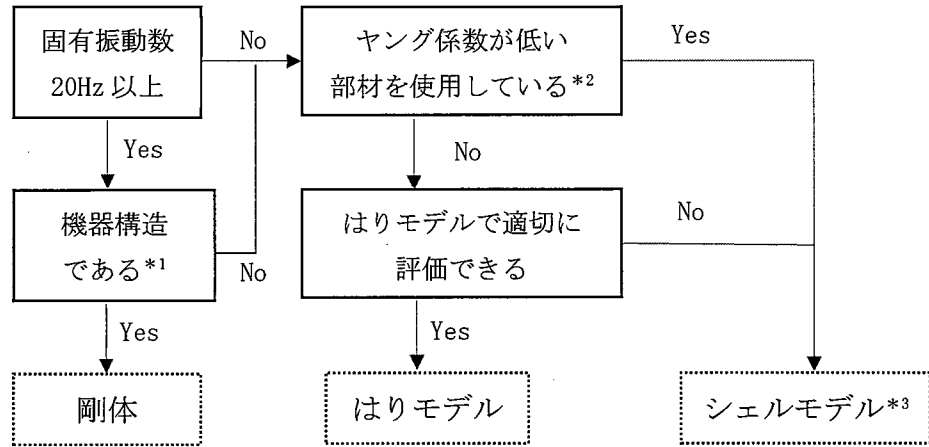 固有振動数
20Hz 以上
No
ヤング係数が低い
部材を使用している*2
Yes
Yes
No
機器構造
である*1
No
はりモデルで適切に
評価できる
No
Yes
Yes
剛体
はりモデル
シェルモデル*3